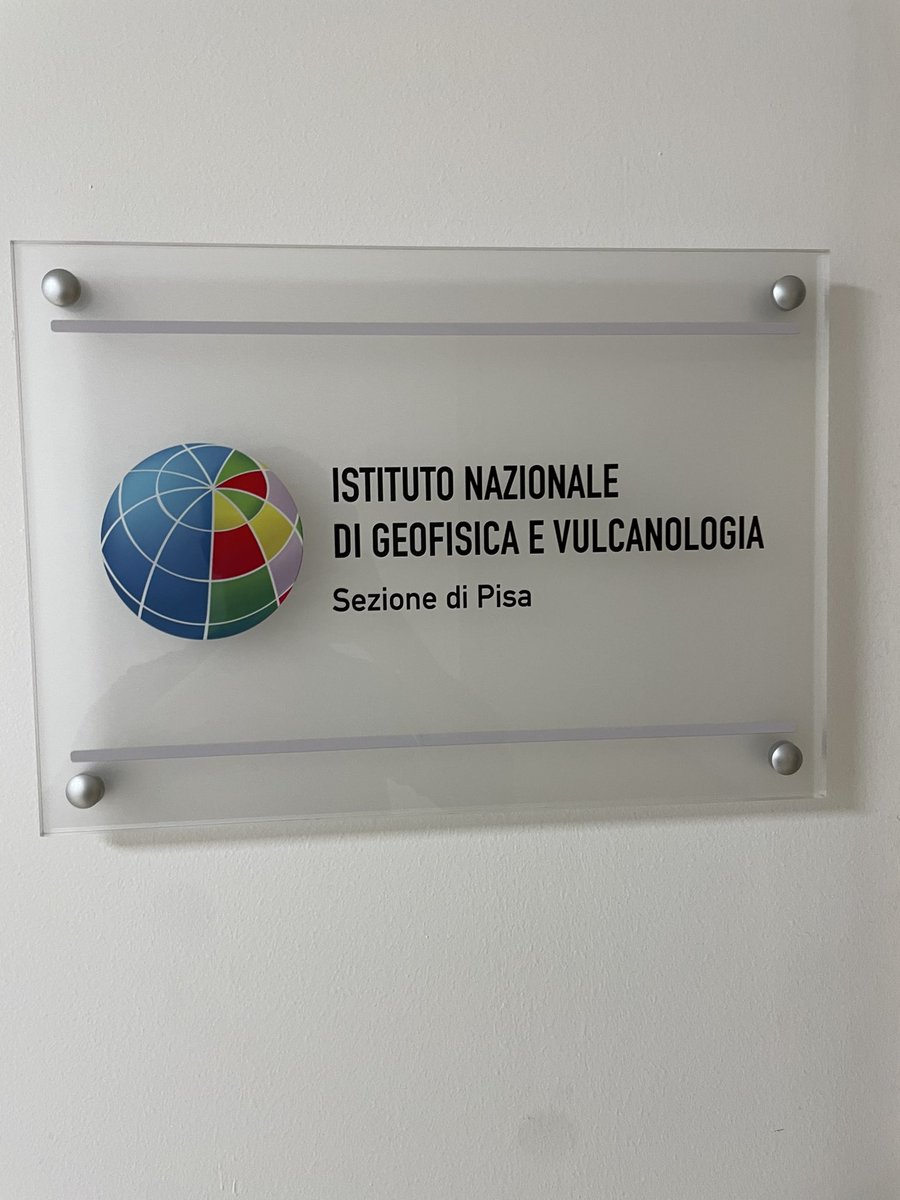 ISTITUTO NAZIONALE
DI GEOFISICA E VULCANOLOGIA
Sezione di Pisa